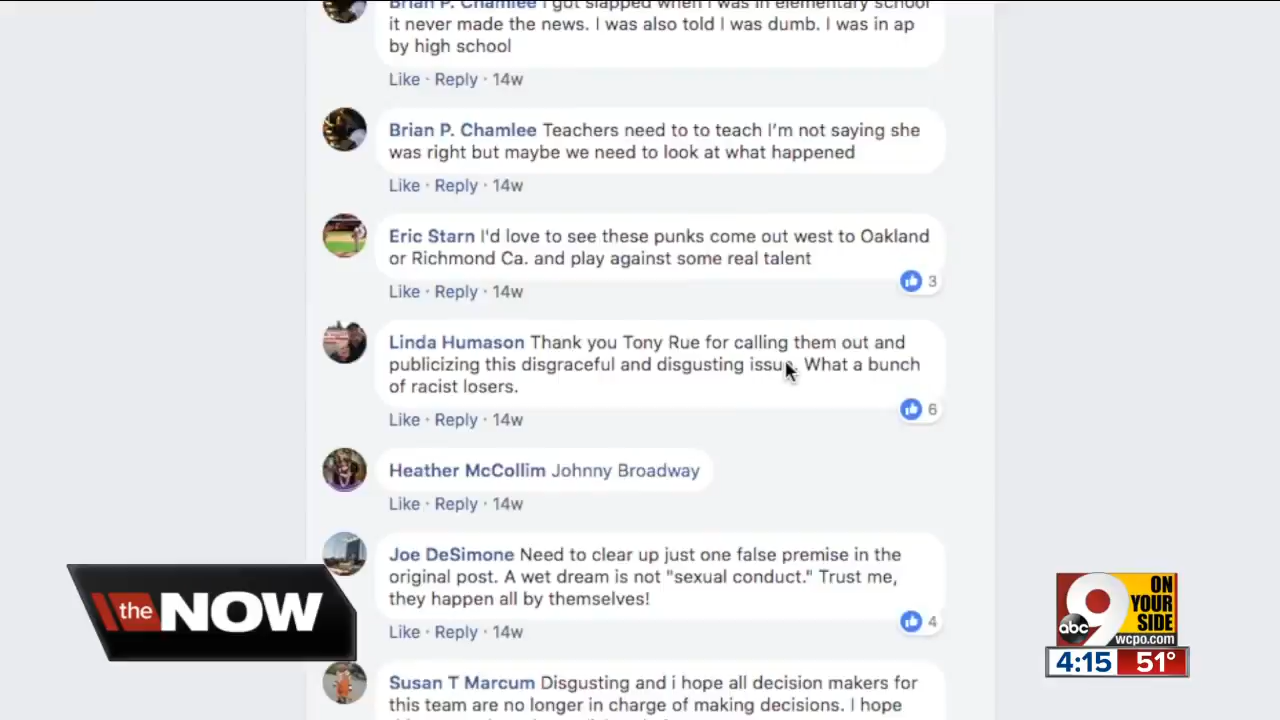 Brian P. Chamlee I got slapped when I was in elementary school
it never made the news. I was also told I was dumb. I was in ap
by high school
Like · Reply · 14w
Brian P. Chamlee Teachers need to to teach I'm not saying she
was right but maybe we need to look at what happened
Like · Reply · 14w
Eric Starn I'd love to see these punks come out west to Oakland
or Richmond Ca. and play against some real talent
3
Like · Reply · 14w
Linda Humason Thank you Tony Rue for calling them out and
publicizing this disgraceful and disgusting issue. What a bunch
of racist losers.
6
Like · Reply · 14w
Heather McCollim Johnny Broadway
Like · Reply · 14w
Joe DeSimone Need to clear up just one false premise in the
original post. A wet dream is not "sexual conduct." Trust me,
they happen all by themselves!
4
Like · Reply · 14w
Susan T Marcum Disgusting and i hope all decision makers for
this team are no longer in charge of making decisions. I hope
the NOW
abc 9
ON
YOUR
SIDE
wcpo.com
4:15 51°